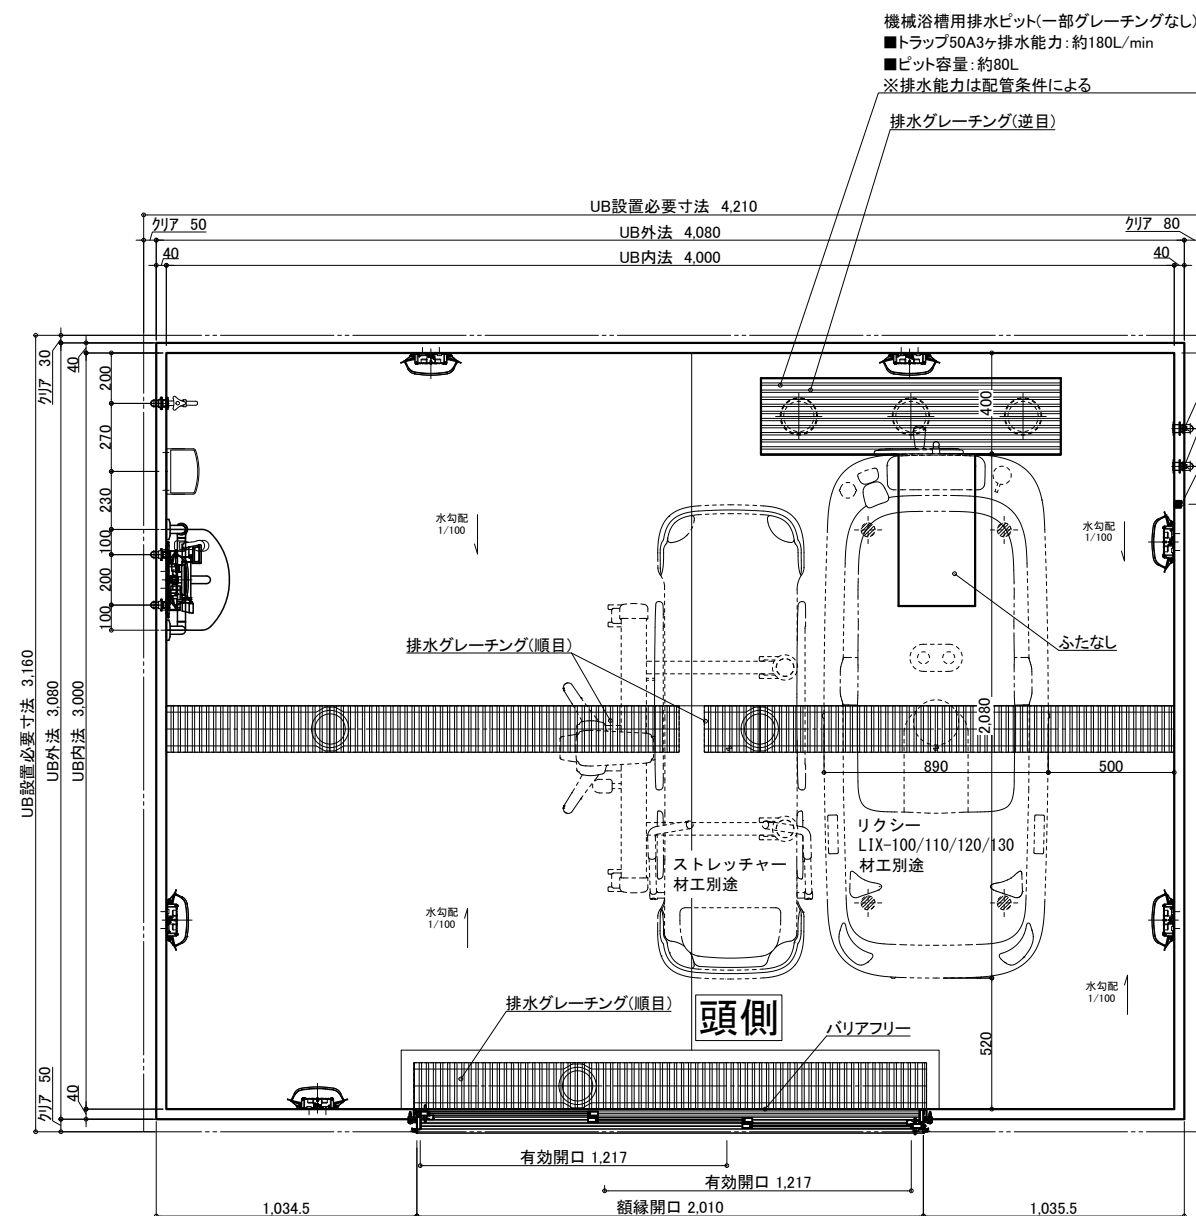 機械浴槽用排水ピット(一部グレーチングなし)
■トラップ50A3ヶ排水能力:約180L/min
■ピット容量:約80L
※排水能力は配管条件による
排水グレーチング(逆目)
UB設置必要寸法 4,210
クリア 50
UB外法 4,080
クリア 80
40
UB内法 4,000
40
クリア 30
40
200
270
230
100
200
100
UB設置必要寸法 3,160
UB外法 3,080
UB内法 3,000
クリア 50
40
400
水勾配
1/100
水勾配
1/100
ふたなし
排水グレーチング(順目)
2,080
890
500
リクシー
LIX-100/110/120/130
材工別途
ストレッチャー
材工別途
水勾配
1/100
水勾配
1/100
排水グレーチング(順目)
頭側
バリアフリー
520
有効開口 1,217
有効開口 1,217
1,034.5
額縁開口 2,010
1,035.5